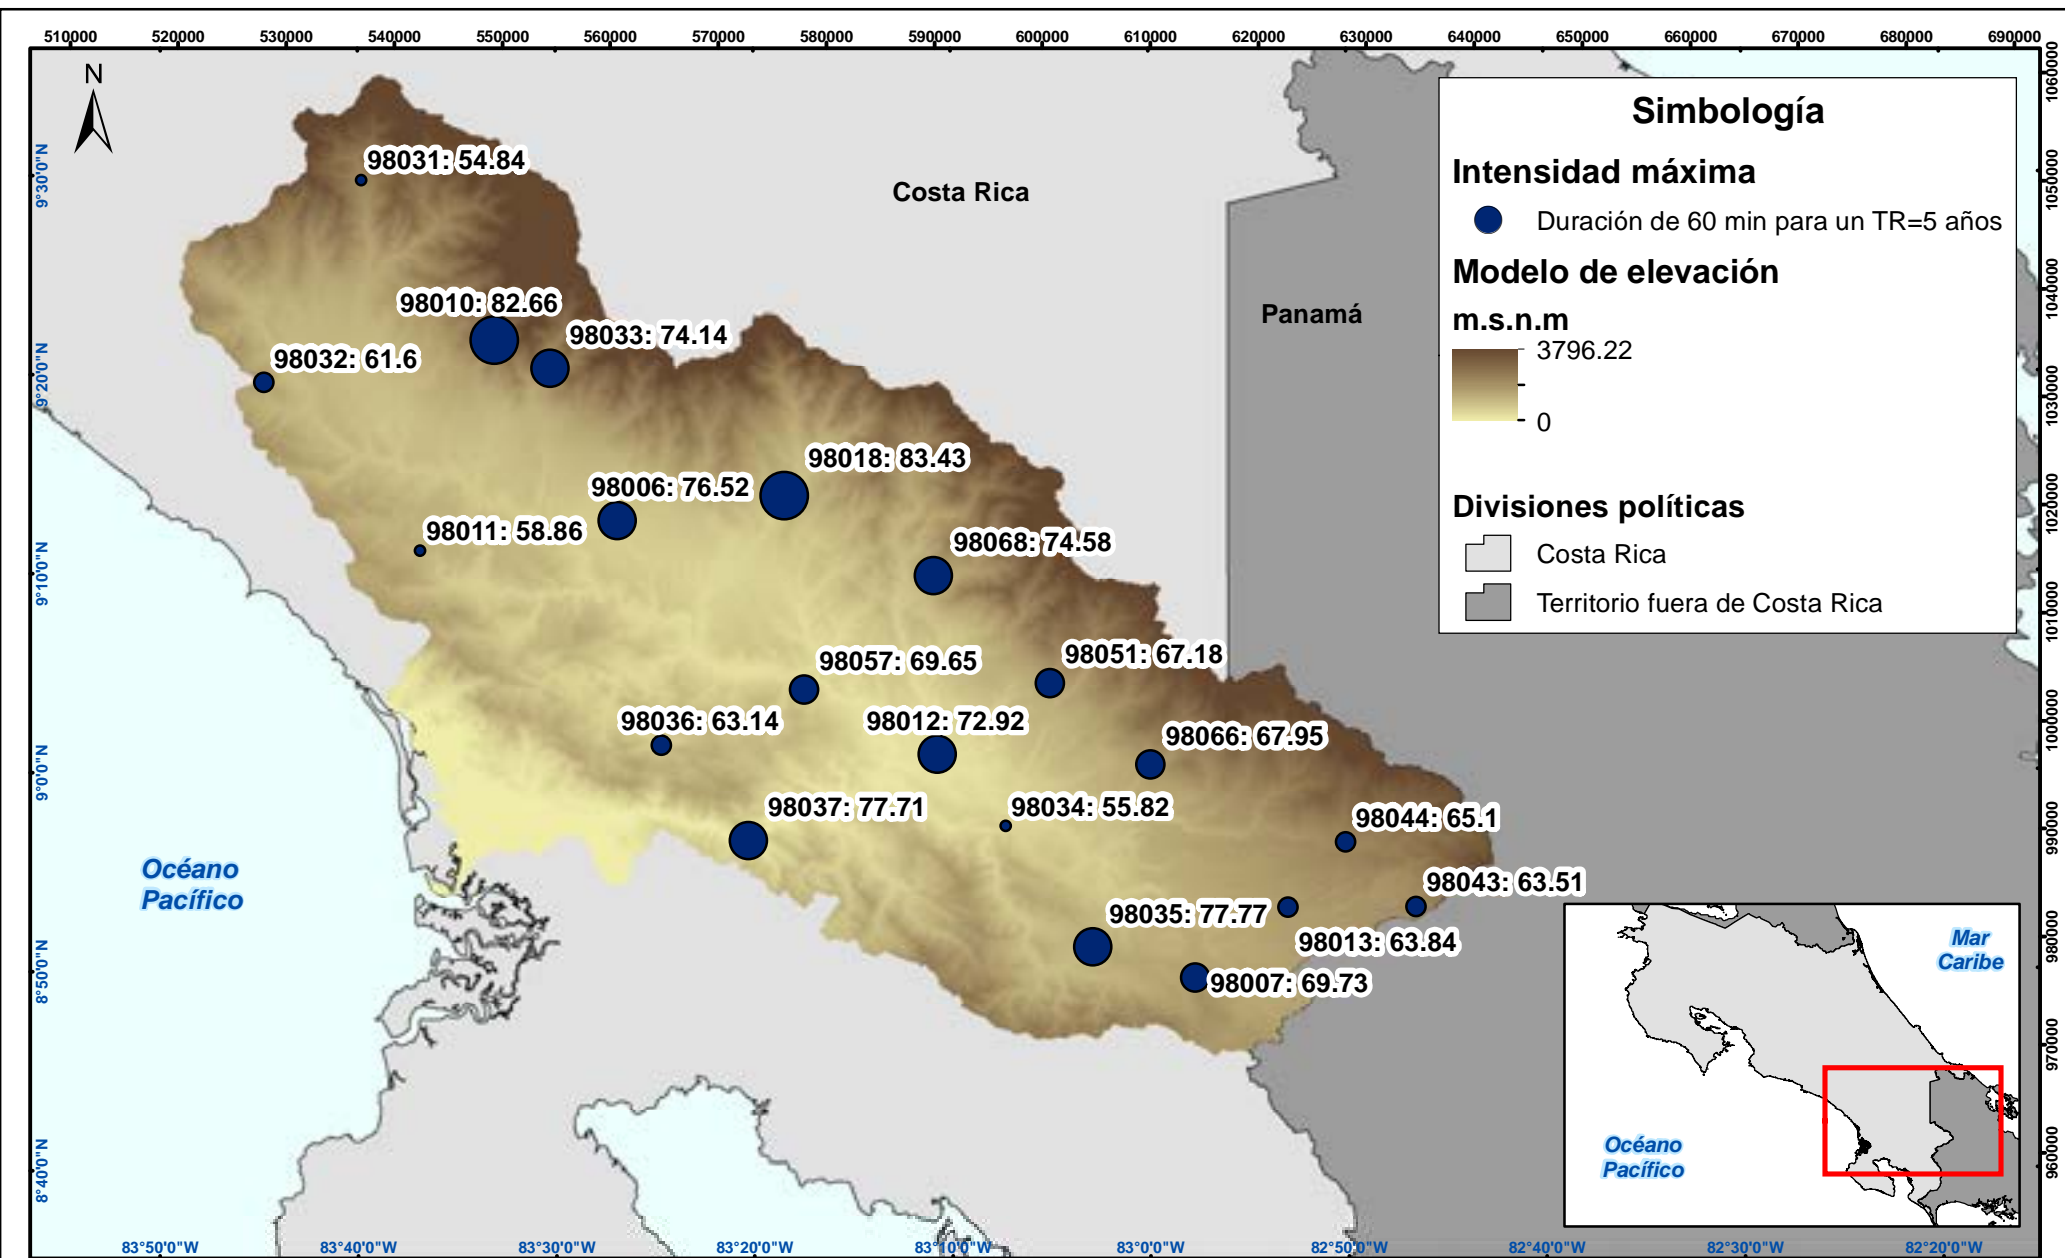 510000 520000 530000 540000 550000 560000 570000 580000 590000 600000 610000 620000 630000 640000 650000 660000 670000 680000 690000
N
Simbología
Intensidad máxima
Duración de 60 min para un TR=5 años
Modelo de elevación
m.s.n.m
3796.22
0
Divisiones políticas
Costa Rica
Territorio fuera de Costa Rica
Costa Rica
Panamá
98031: 54.84
98010: 82.66
98033: 74.14
98032: 61.6
98018: 83.43
98006: 76.52
98011: 58.86
98068: 74.58
98057: 69.65
98051: 67.18
98036: 63.14
98012: 72.92
98066: 67.95
98037: 77.71
98034: 55.82
98044: 65.1
98043: 63.51
98035: 77.77
98013: 63.84
98007: 69.73
Océano
Pacífico
Mar
Caribe
Océano
Pacífico
9°30'0"N
9°20'0"N
9°10'0"N
9°0'0"N
8°50'0"N
8°40'0"N
1060000
1050000
1040000
1030000
1020000
1010000
1000000
990000
980000
970000
960000
83°50'0"W 83°40'0"W 83°30'0"W 83°20'0"W 83°10'0"W 83°0'0"W 82°50'0"W 82°40'0"W 82°30'0"W 82°20'0"W